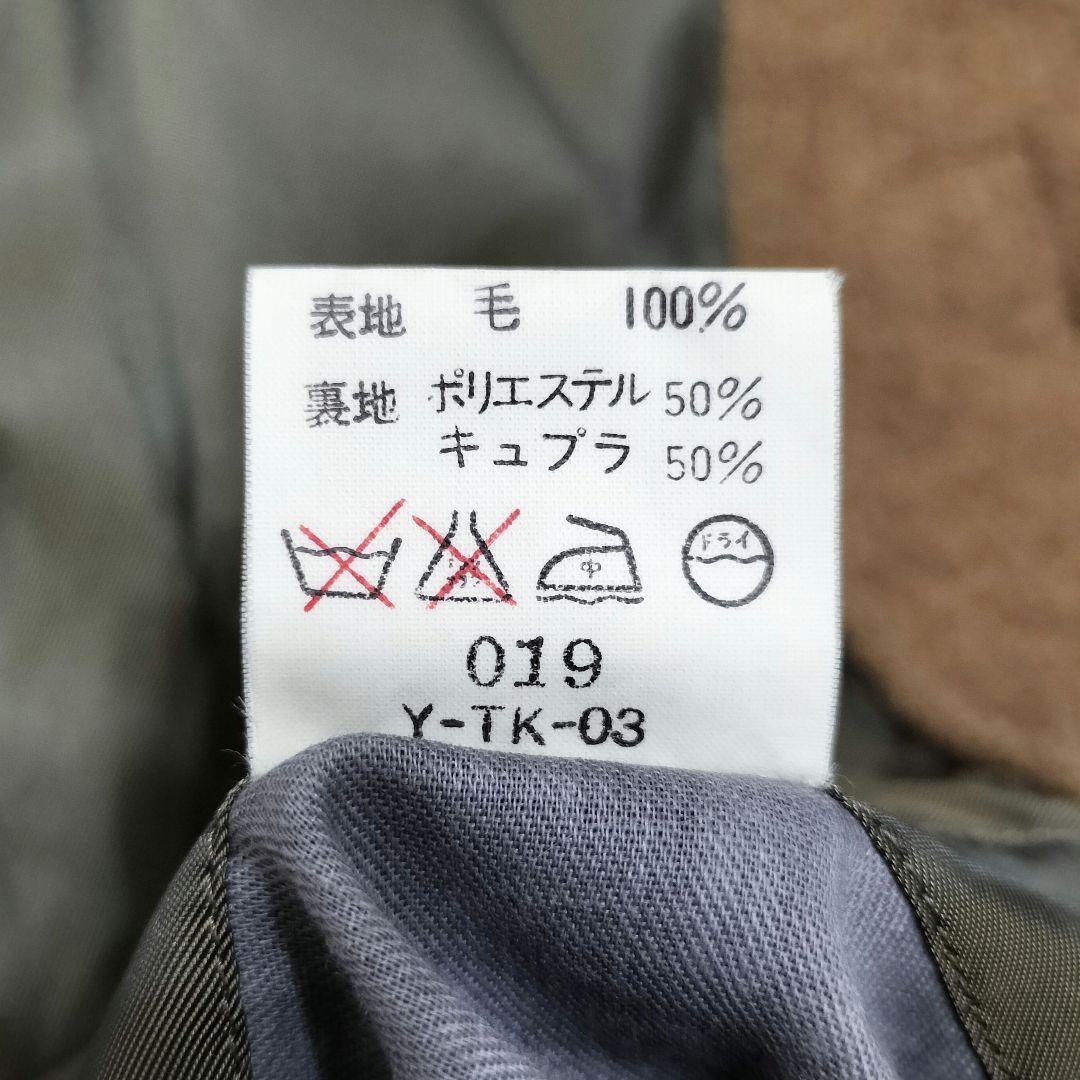 表地 毛 100%
裏地 ポリエステル 50%
キュプラ 50%
中 ドライ
019
Y-TK-03